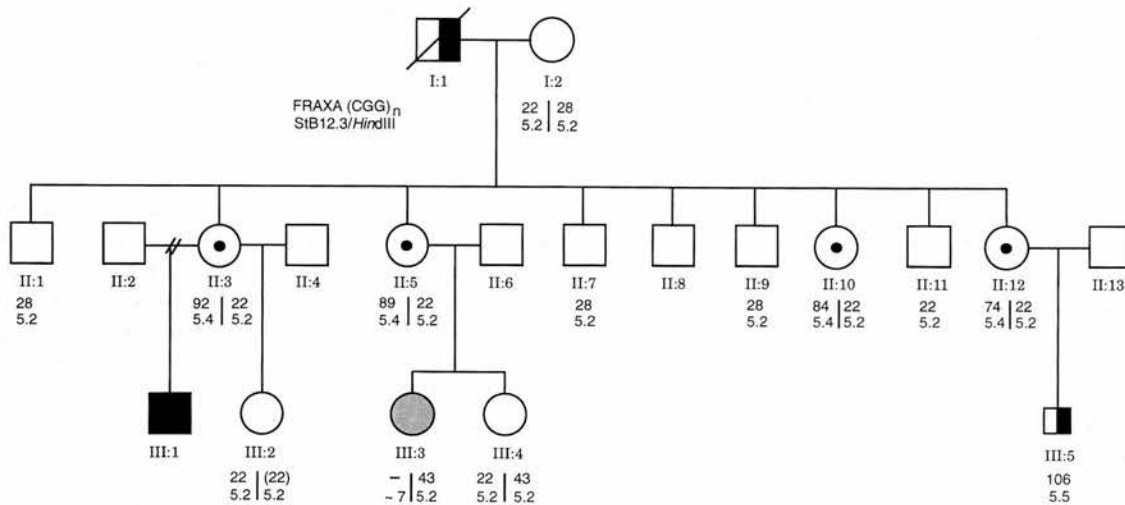 I:1 I:2
FRAXA (CGG)n 22 | 28
StB12.3/HindIII 5.2 | 5.2
II:1 II:2 II:3 II:4 II:5 II:6 II:7 II:8 II:9 II:10 II:11 II:12 II:13
28 92 | 22 89 | 22 28 28 84 | 22 22 74 | 22
5.2 5.4 | 5.2 5.4 | 5.2 5.2 5.2 5.4 | 5.2 5.2 5.4 | 5.2
III:1 III:2 III:3 III:4 III:5
22 | (22) – | 43 22 | 43 106
5.2 | 5.2 ~ 7 | 5.2 5.2 | 5.2 5.5